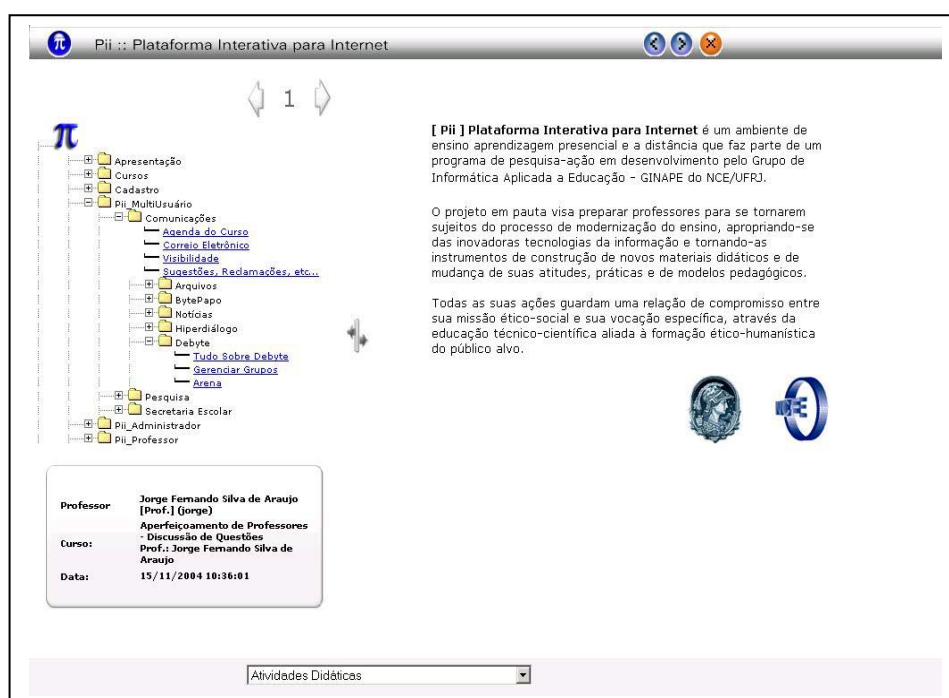 Pii :: Plataforma Interativa para Internet
1
π
Apresentação
Cursos
Cadastro
Pii_MultiUsuário
Comunicações
Agenda do Curso
Correio Eletrônico
Visibilidade
Sugestões, Reclamações, etc...
Arquivos
BytePapo
Notícias
Hiperdiálogo
Debyte
Tudo Sobre Debyte
Gerenciar Grupos
Arena
Pesquisa
Secretaria Escolar
Pii_Administrador
Pii_Professor
[ Pii ] Plataforma Interativa para Internet é um ambiente de
ensino aprendizagem presencial e a distância que faz parte de um
programa de pesquisa-ação em desenvolvimento pelo Grupo de
Informática Aplicada a Educação - GINAPE do NCE/UFRJ.
O projeto em pauta visa preparar professores para se tornarem
sujeitos do processo de modernização do ensino, apropriando-se
das inovadoras tecnologias da informação e tornando-as
instrumentos de construção de novos materiais didáticos e de
mudança de suas atitudes, práticas e de modelos pedagógicos.
Todas as suas ações guardam uma relação de compromisso entre
sua missão ético-social e sua vocação específica, através da
educação técnico-científica aliada à formação ético-humanística
do público alvo.
NCE
Professor
Jorge Fernando Silva de Araujo
[Prof.] (jorge)
Curso:
Aperfeiçoamento de Professores
- Discussão de Questões
Prof.: Jorge Fernando Silva de
Araujo
Data:
15/11/2004 10:36:01
Atividades Didáticas